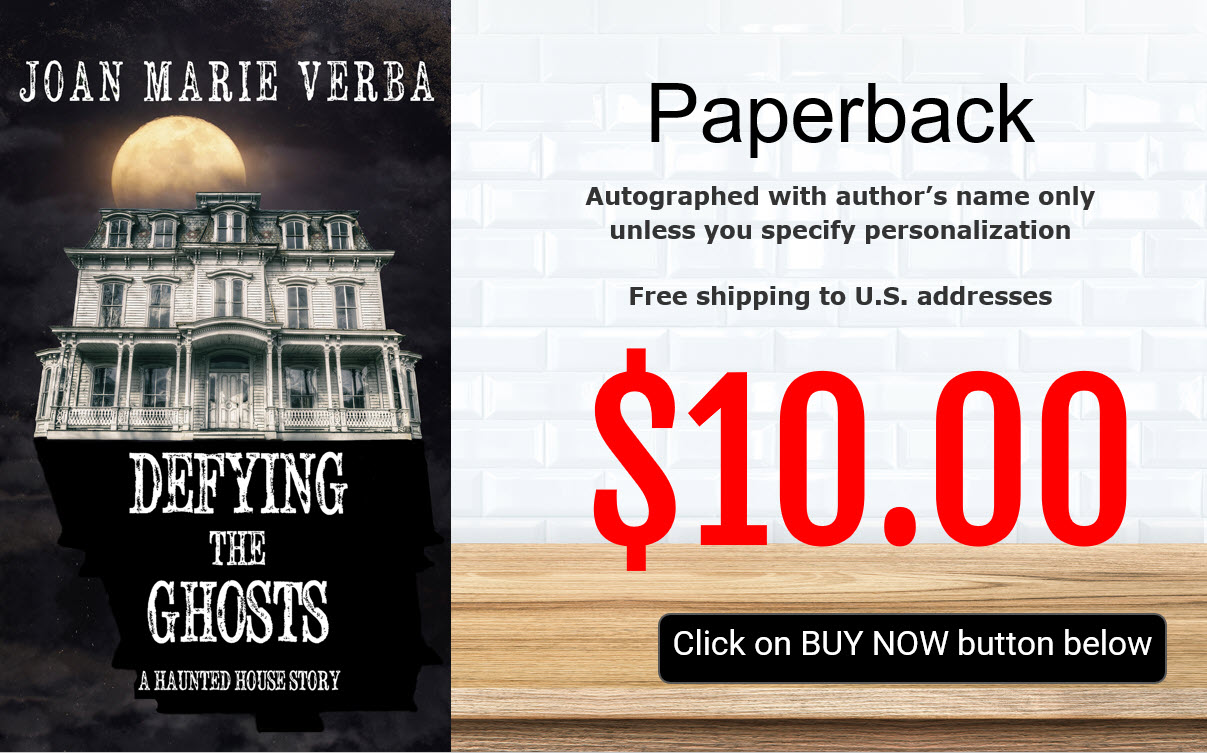 JOAN MARIE VERBA
DEFYING
THE
GHOSTS
A HAUNTED HOUSE STORY
Paperback
Autographed with author’s name only
unless you specify personalization
Free shipping to U.S. addresses
$10.00
Click on BUY NOW button below